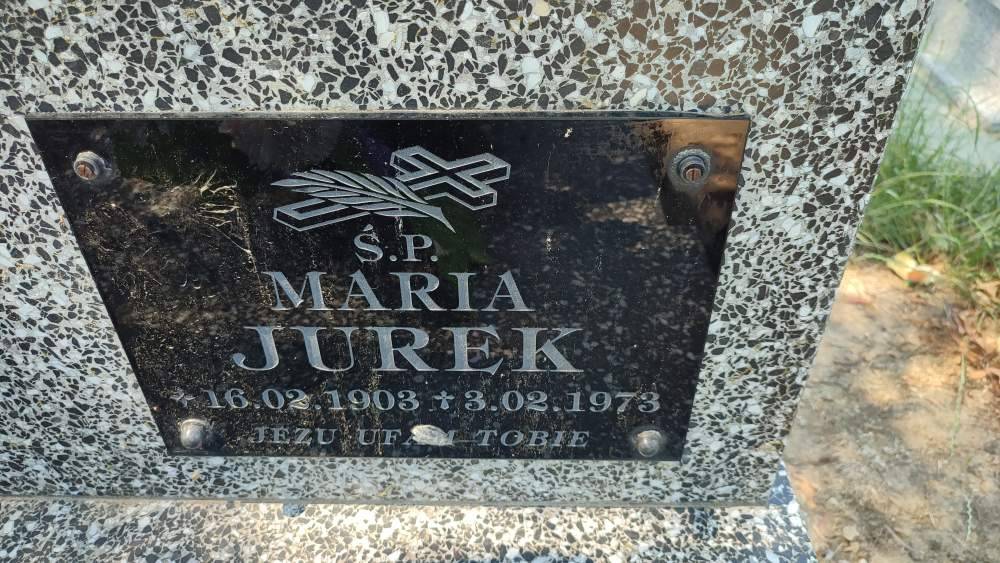 Ś.P.
MARIA
JUREK
* 16.02.1903 ✝ 3.02.1973
JEZU UFAM TOBIE